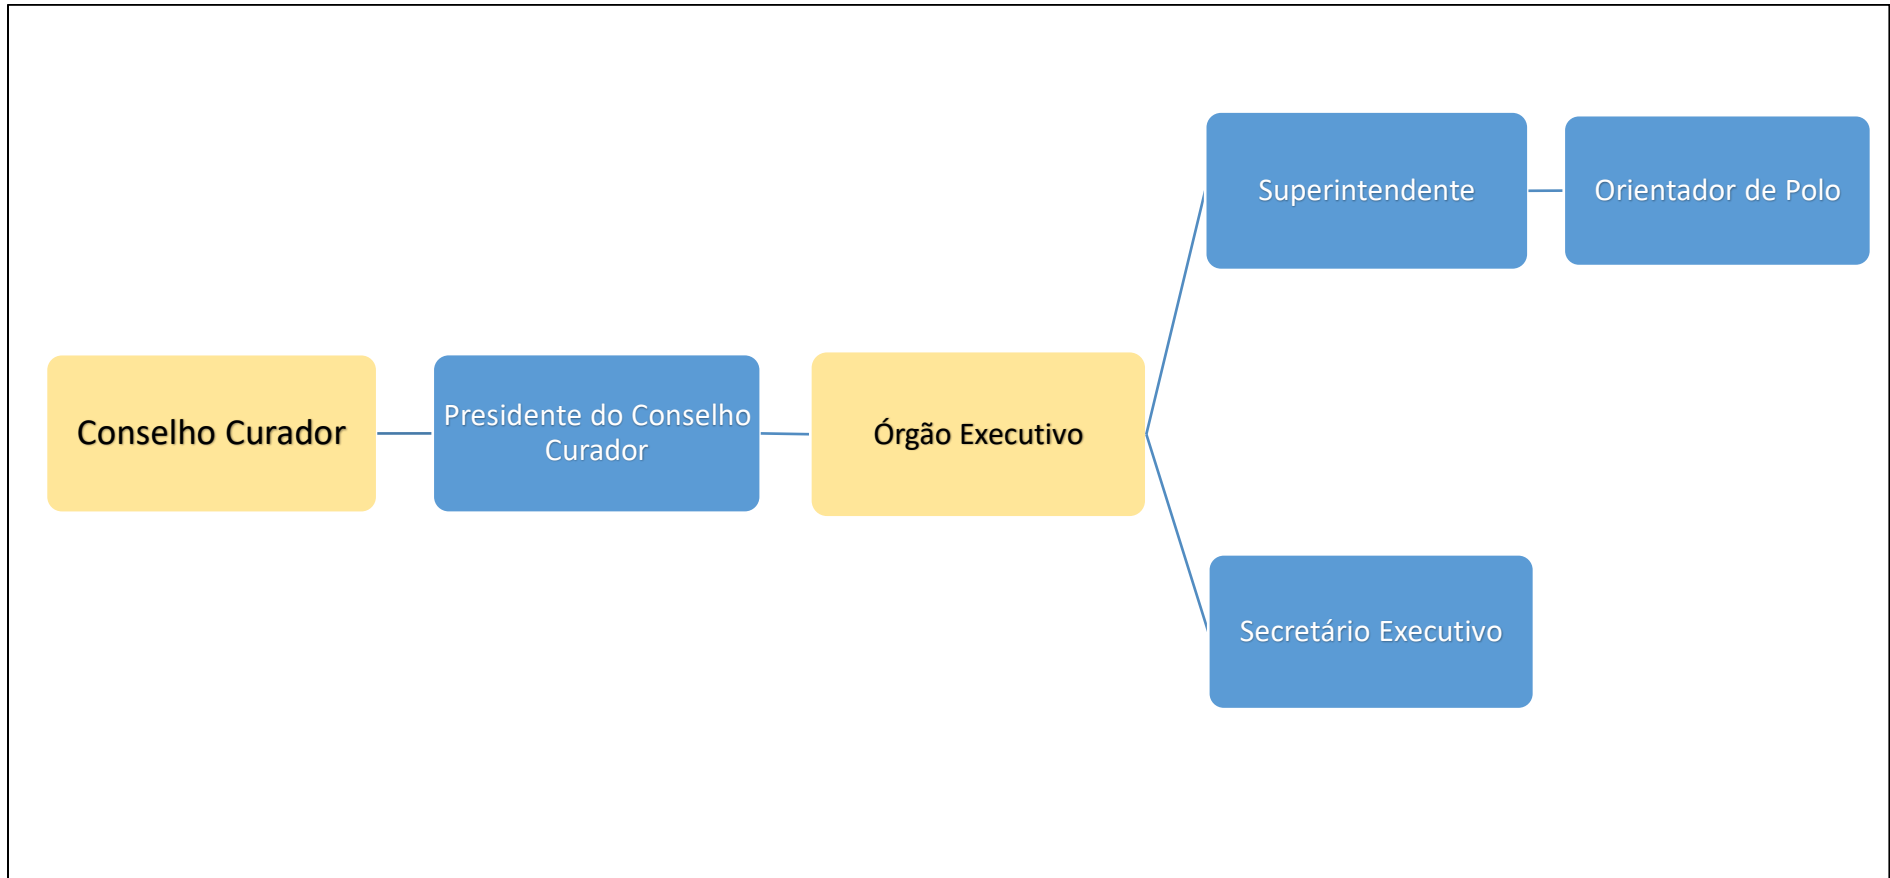 Superintendente
Orientador de Polo
Conselho Curador
Presidente do Conselho
Curador
Órgão Executivo
Secretário Executivo